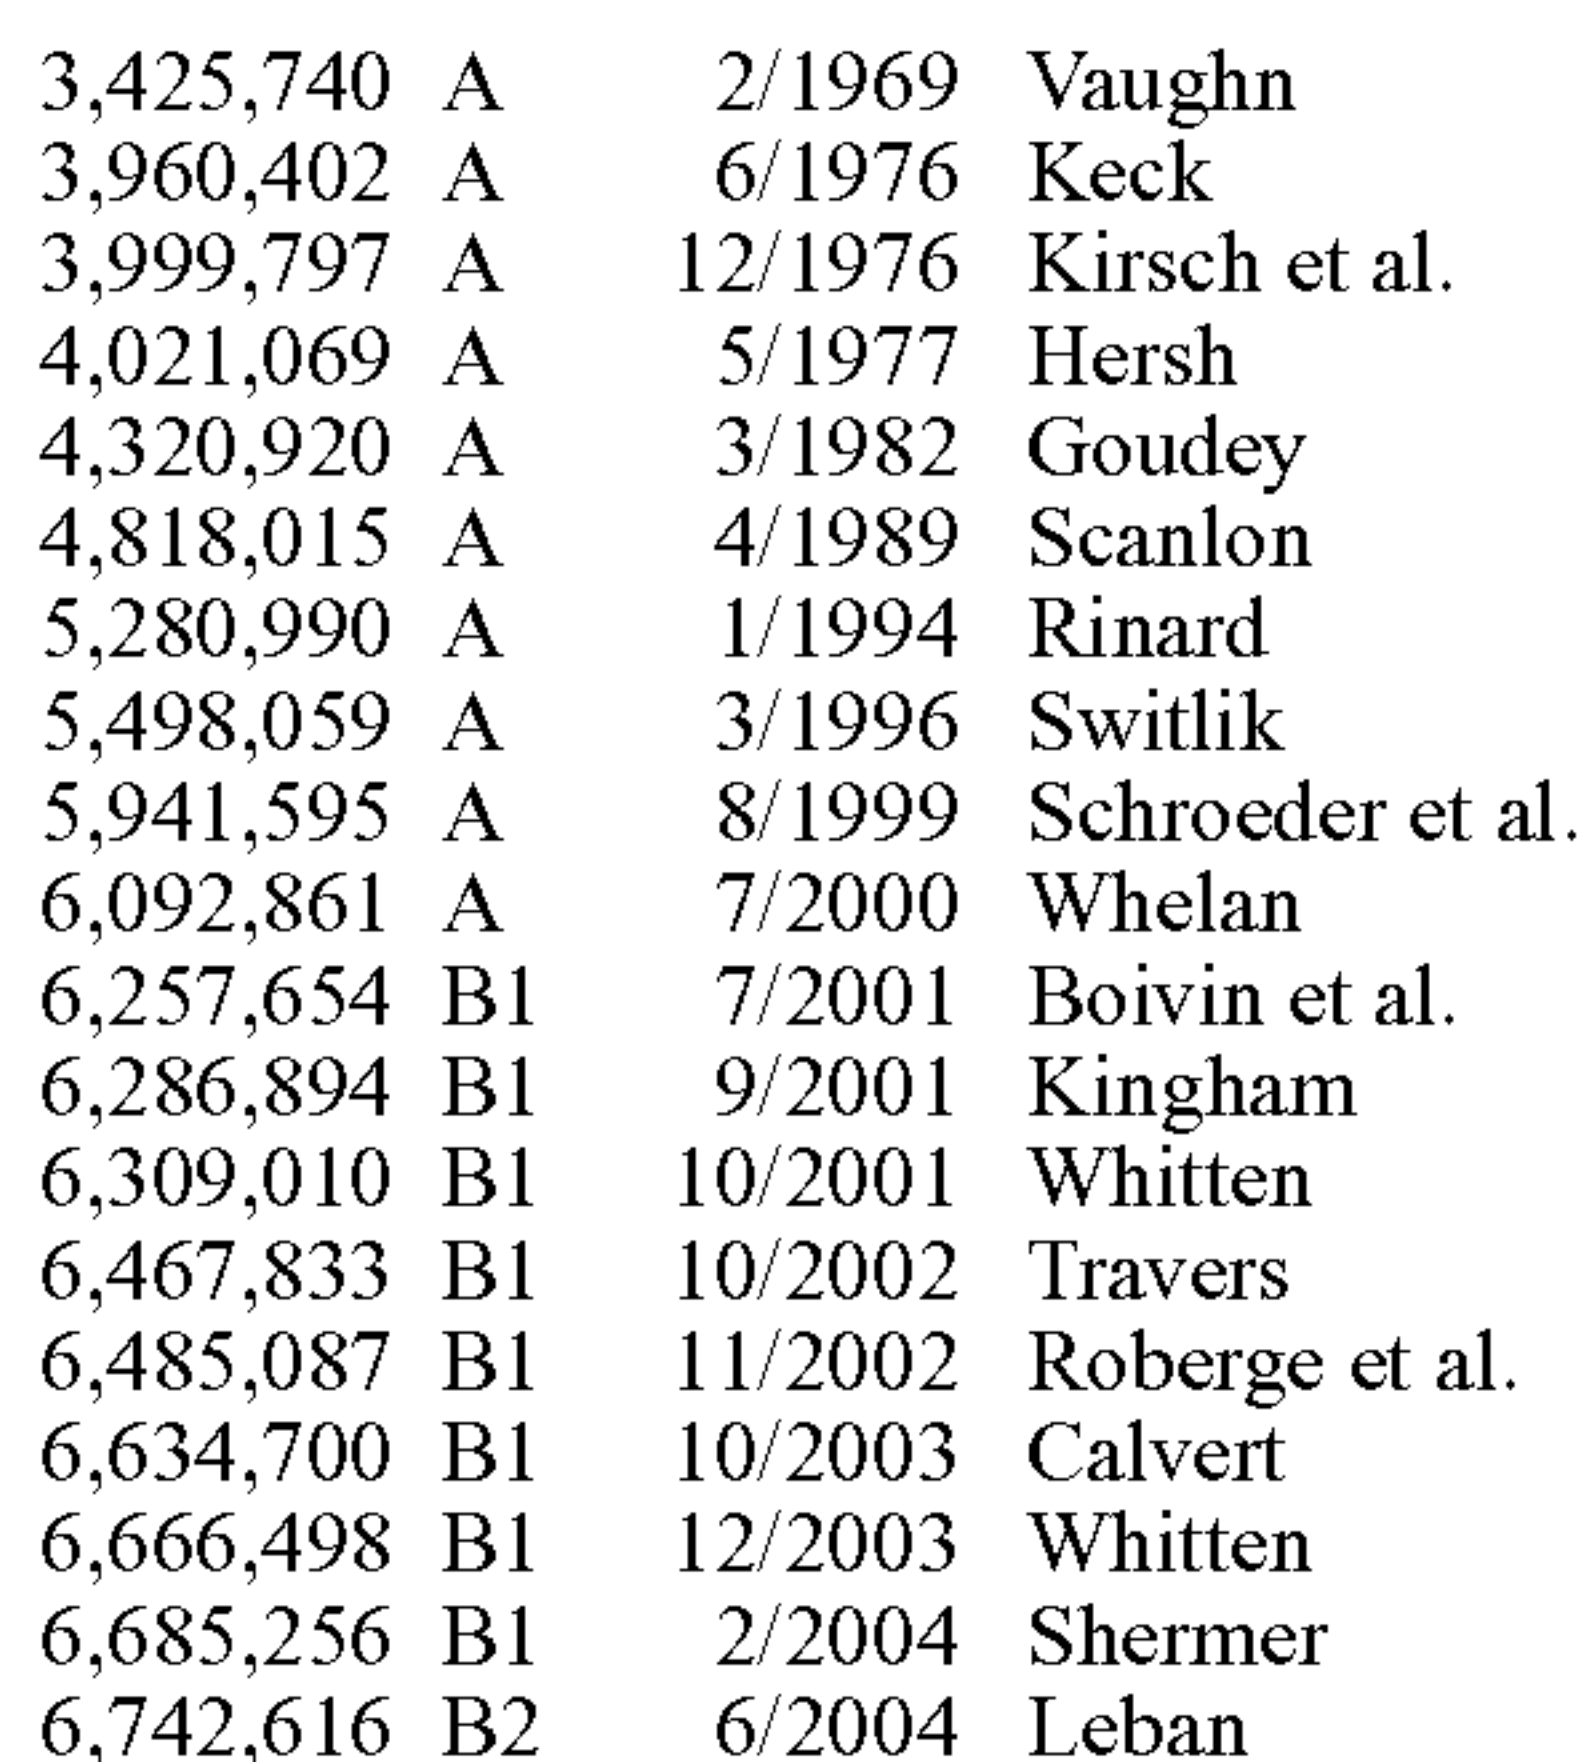 3,425,740 A 2/1969 Vaughn
3,960,402 A 6/1976 Keck
3,999,797 A 12/1976 Kirsch et al.
4,021,069 A 5/1977 Hersh
4,320,920 A 3/1982 Goudey
4,818,015 A 4/1989 Scanlon
5,280,990 A 1/1994 Rinard
5,498,059 A 3/1996 Switlik
5,941,595 A 8/1999 Schroeder et al.
6,092,861 A 7/2000 Whelan
6,257,654 B1 7/2001 Boivin et al.
6,286,894 B1 9/2001 Kingham
6,309,010 B1 10/2001 Whitten
6,467,833 B1 10/2002 Travers
6,485,087 B1 11/2002 Roberge et al.
6,634,700 B1 10/2003 Calvert
6,666,498 B1 12/2003 Whitten
6,685,256 B1 2/2004 Shermer
6,742,616 B2 6/2004 Leban